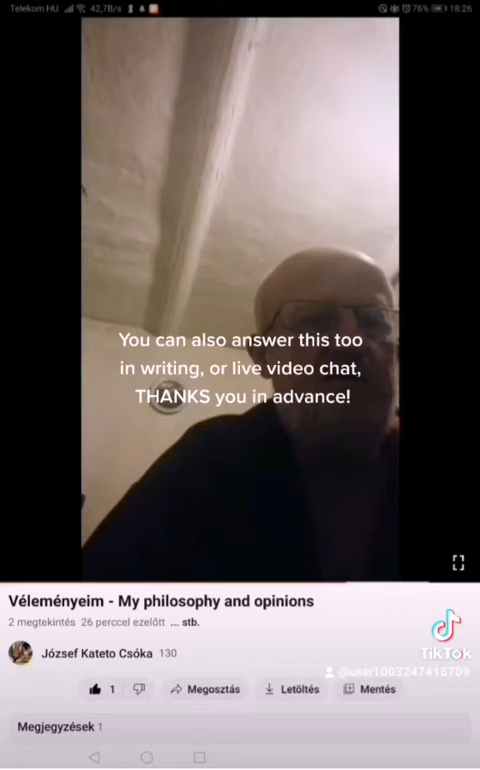 Telekom HU 42,7B/s 76% 18:26
You can also answer this too
in writing, or live video chat,
THANKS you in advance!
Véleményeim - My philosophy and opinions
2 megtekintés 26 perccel ezelőtt ... stb.
TikTok
József Kateto Csóka 130
@user1003247415709
1 Megosztás Letöltés Mentés
Megjegyzések 1